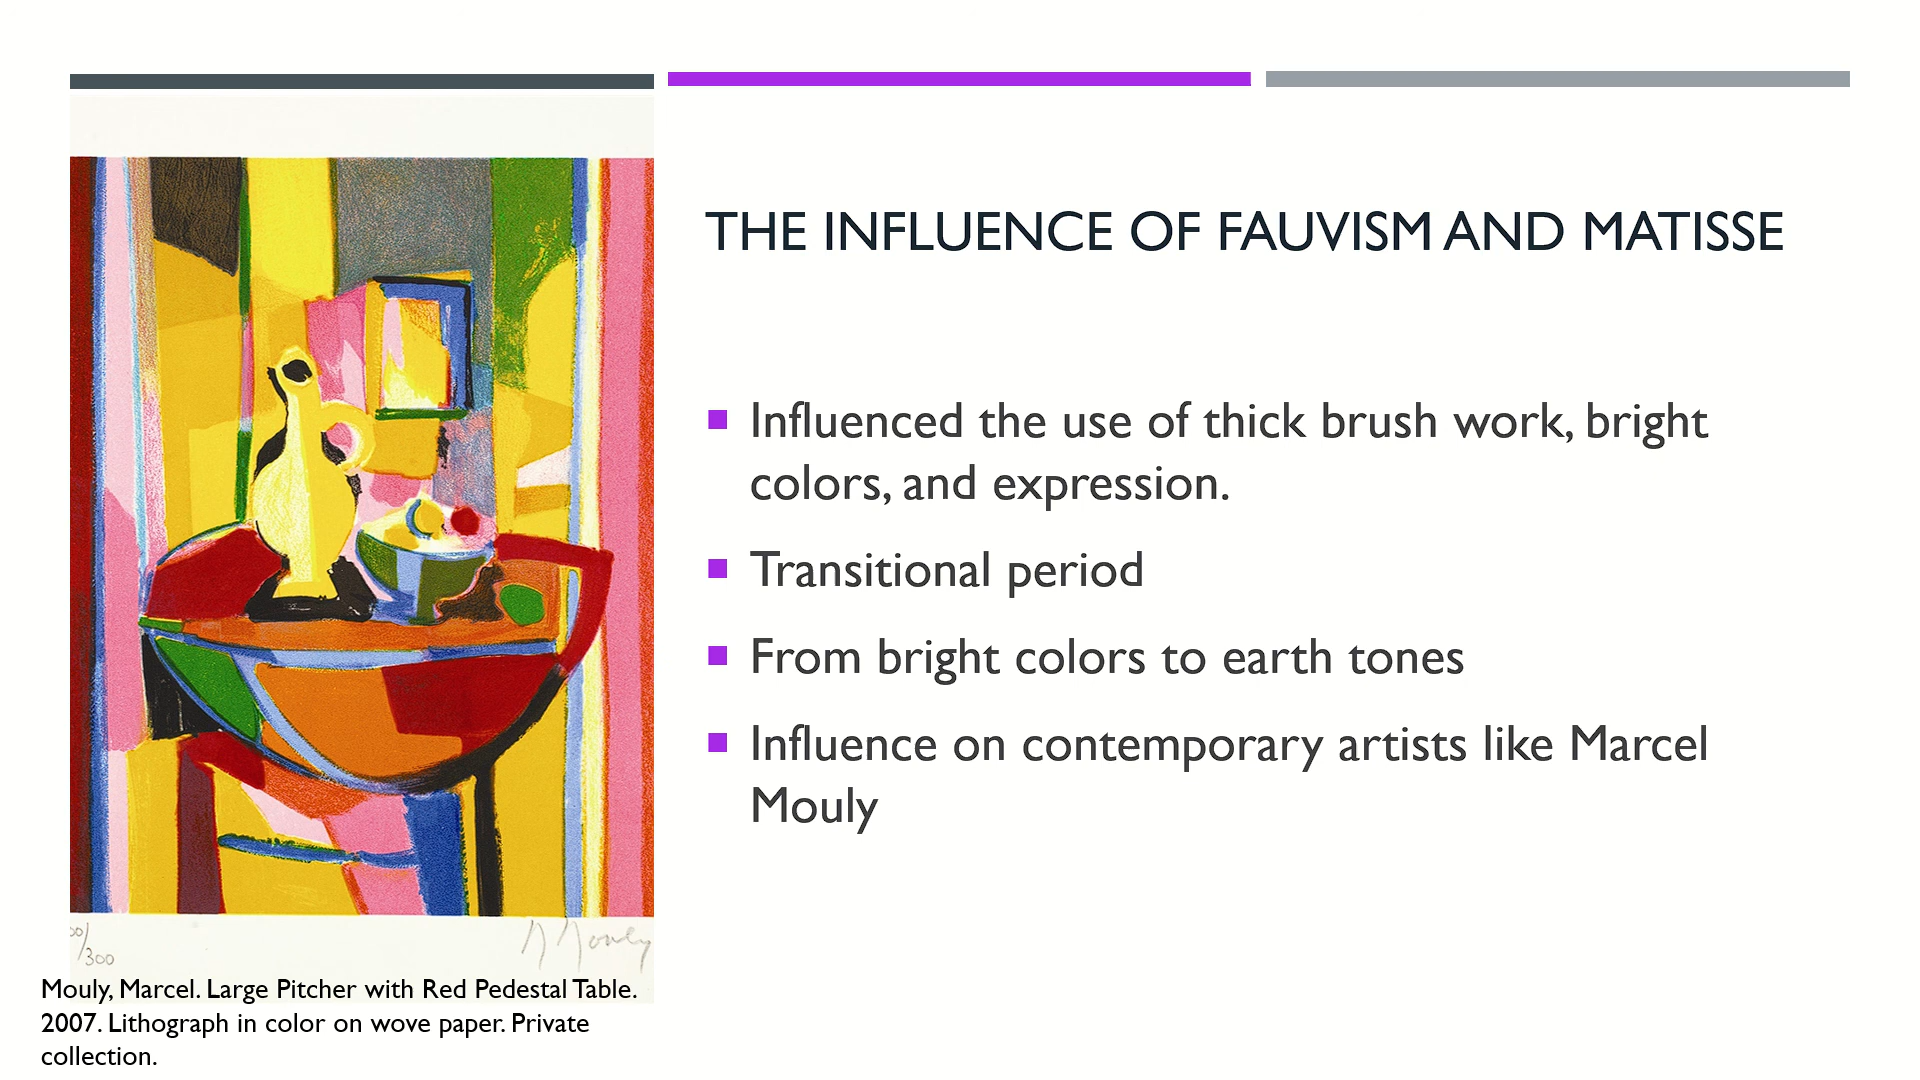 THE INFLUENCE OF FAUVISM AND MATISSE
Influenced the use of thick brush work, bright
colors, and expression.
Transitional period
From bright colors to earth tones
Influence on contemporary artists like Marcel
Mouly
/300
M Mouly
Mouly, Marcel. Large Pitcher with Red Pedestal Table.
2007. Lithograph in color on wove paper. Private
collection.